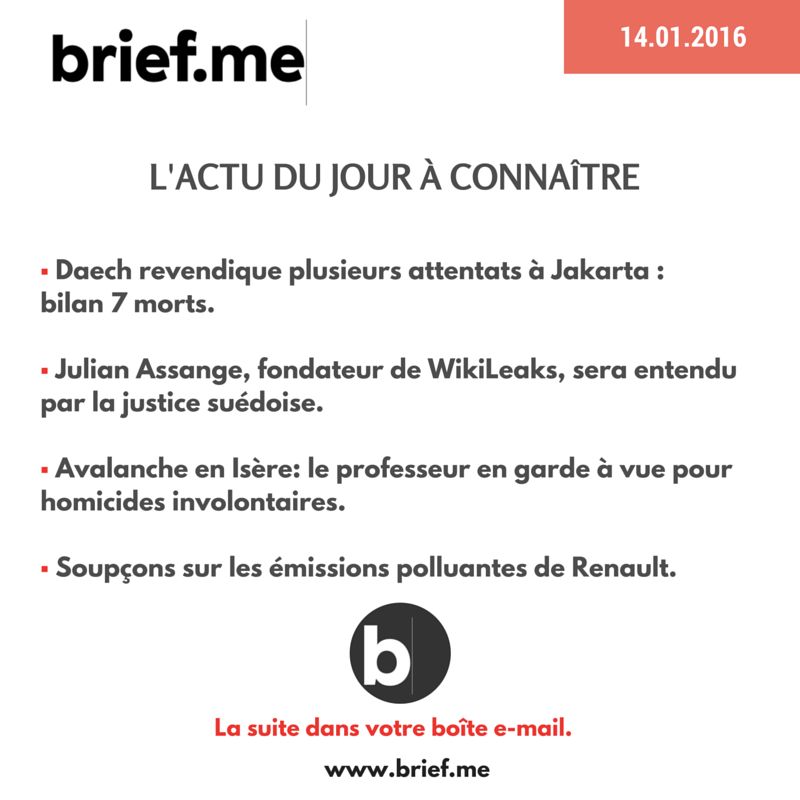 brief.me
14.01.2016
L'ACTU DU JOUR À CONNAÎTRE
▪ Daech revendique plusieurs attentats à Jakarta :
bilan 7 morts.
▪ Julian Assange, fondateur de WikiLeaks, sera entendu
par la justice suédoise.
▪ Avalanche en Isère: le professeur en garde à vue pour
homicides involontaires.
▪ Soupçons sur les émissions polluantes de Renault.
b
La suite dans votre boîte e-mail.
www.brief.me